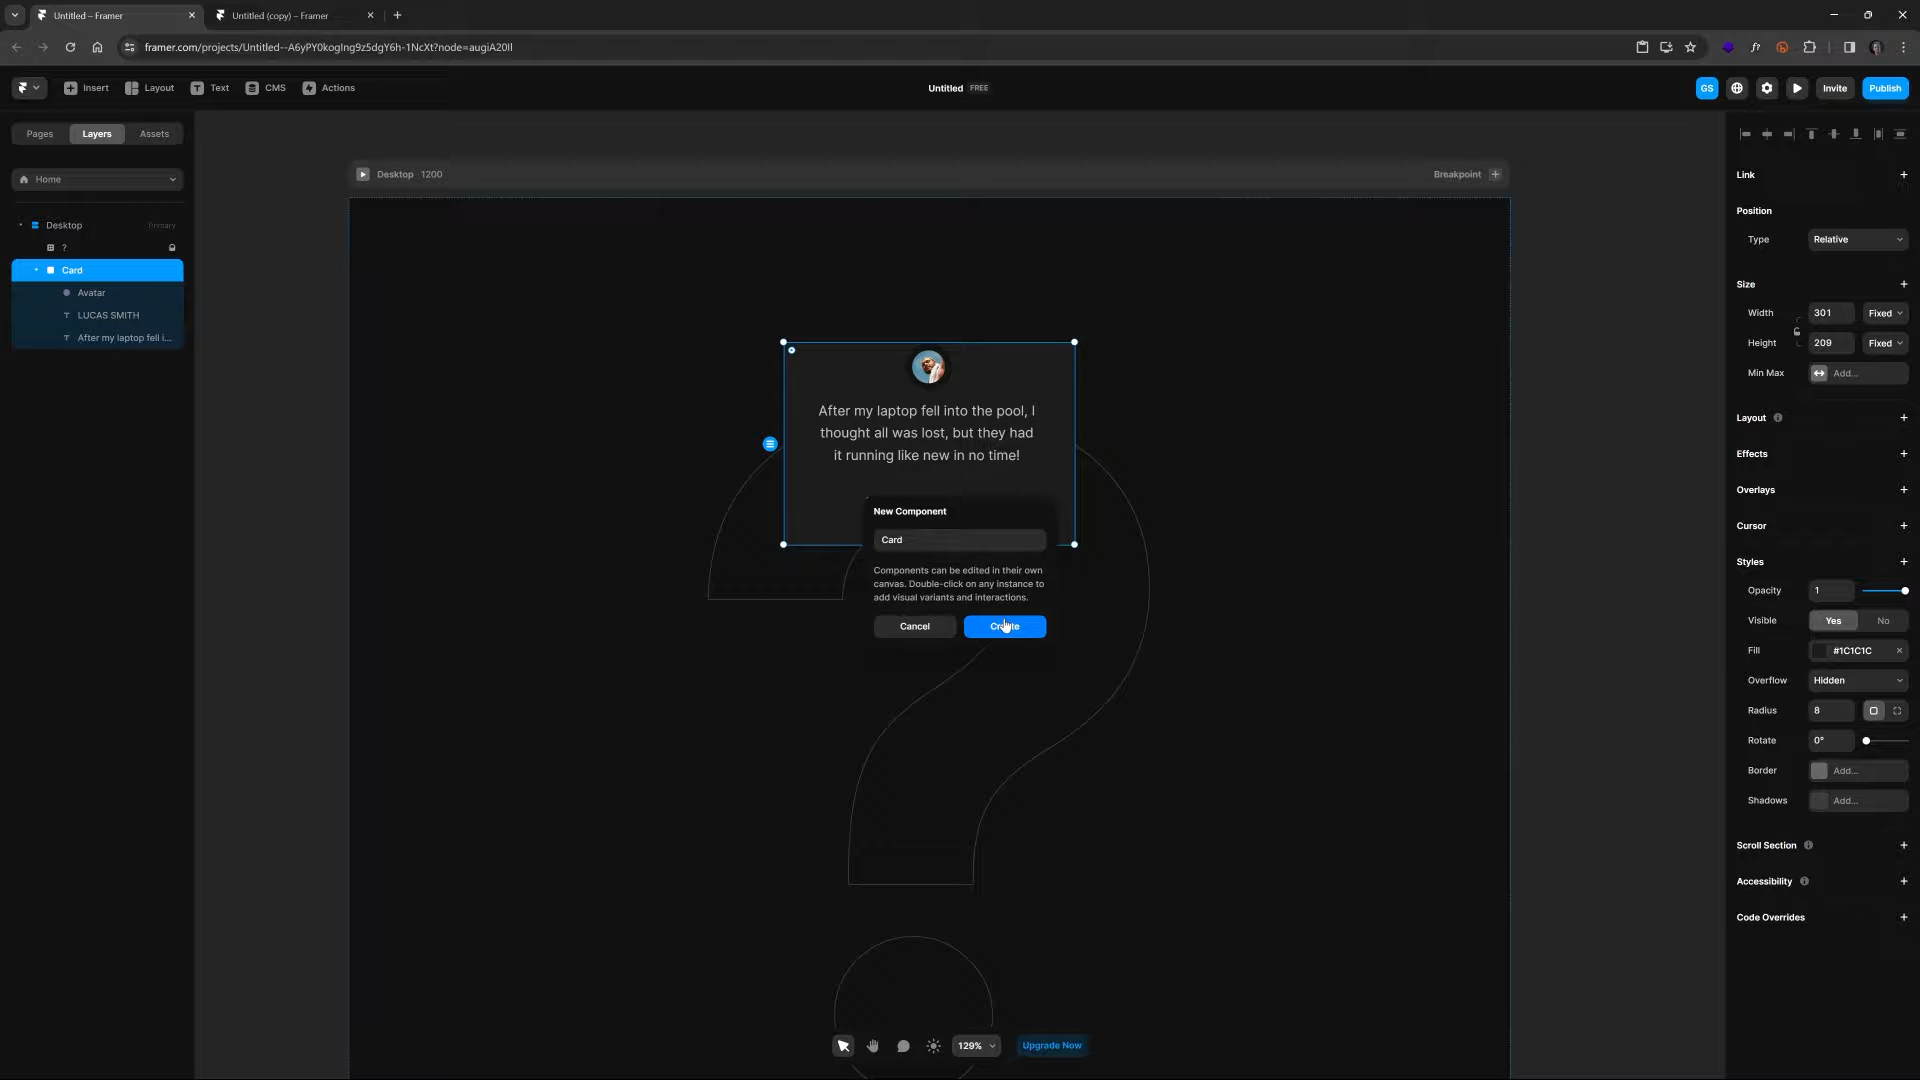 Untitled – Framer
Untitled (copy) – Framer
framer.com/projects/Untitled--A6yPY0kogIng9z5dgY6h-1NcXt?node=augiA20Il
Insert
Layout
Text
CMS
Actions
Untitled FREE
GS
Invite
Publish
Pages
Layers
Assets
Home
Desktop
Primary
?
Card
Avatar
LUCAS SMITH
After my laptop fell i...
Desktop 1200
Breakpoint
After my laptop fell into the pool, I
thought all was lost, but they had
it running like new in no time!
New Component
Card
Components can be edited in their own
canvas. Double-click on any instance to
add visual variants and interactions.
Cancel
Create
129%
Upgrade Now
Link
Position
Type Relative
Size
Width 301 Fixed
Height 209 Fixed
Min Max Add...
Layout
Effects
Overlays
Cursor
Styles
Opacity 1
Visible Yes No
Fill #1C1C1C
Overflow Hidden
Radius 8
Rotate 0°
Border Add...
Shadows Add...
Scroll Section
Accessibility
Code Overrides